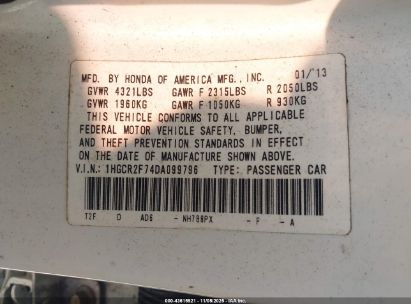 MFD. BY HONDA OF AMERICA MFG., INC. 01/13
GVWR 4321LBS GAWR F 2315LBS R 2050LBS
GVWR 1960KG GAWR F 1050KG R 930KG
THIS VEHICLE CONFORMS TO ALL APPLICABLE
FEDERAL MOTOR VEHICLE SAFETY, BUMPER,
AND THEFT PREVENTION STANDARDS IN EFFECT
ON THE DATE OF MANUFACTURE SHOWN ABOVE.
V.I.N.: 1HGCR2F74DA099796 TYPE: PASSENGER CAR
T2F D AD6 - NH788PX - F - A